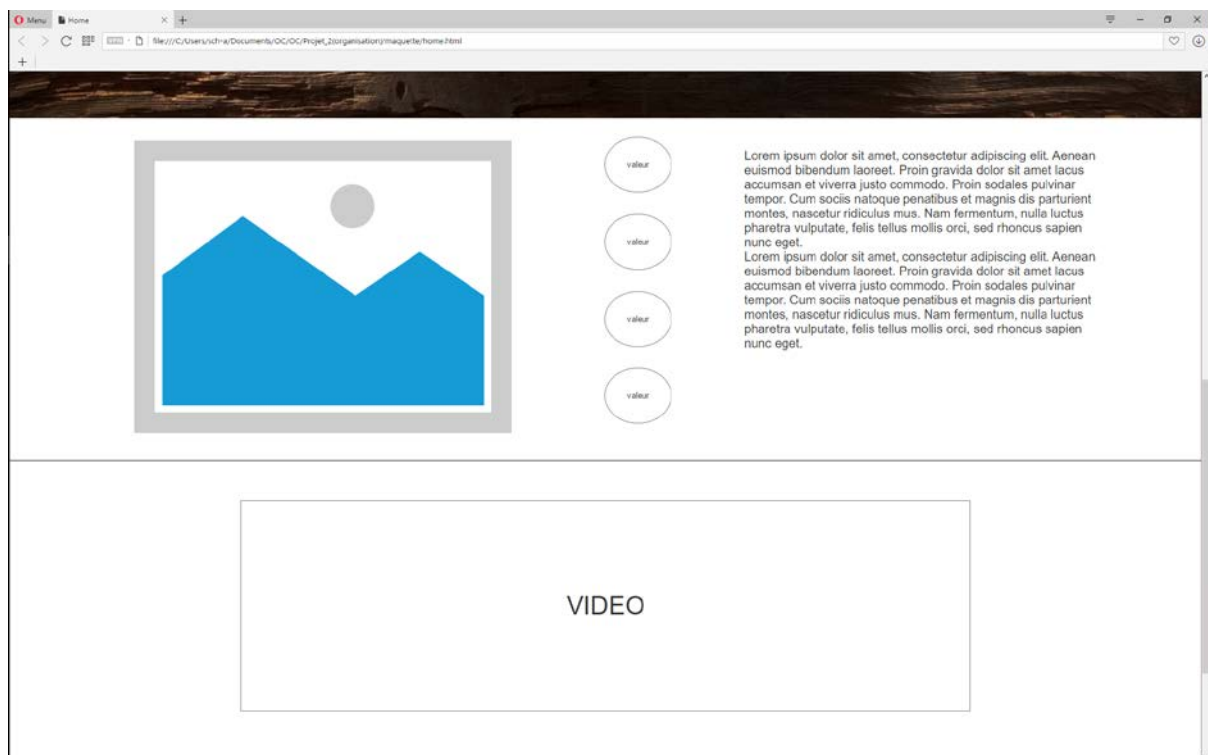 Menu
Home
file:///C:/Users/sch-a/Documents/OC/OC/Projet_2(organisation)/maquette/home.html
valeur
valeur
valeur
valeur
Lorem ipsum dolor sit amet, consectetur adipiscing elit. Aenean
euismod bibendum laoreet. Proin gravida dolor sit amet lacus
accumsan et viverra justo commodo. Proin sodales pulvinar
tempor. Cum sociis natoque penatibus et magnis dis parturient
montes, nascetur ridiculus mus. Nam fermentum, nulla luctus
pharetra vulputate, felis tellus mollis orci, sed rhoncus sapien
nunc eget.
Lorem ipsum dolor sit amet, consectetur adipiscing elit. Aenean
euismod bibendum laoreet. Proin gravida dolor sit amet lacus
accumsan et viverra justo commodo. Proin sodales pulvinar
tempor. Cum sociis natoque penatibus et magnis dis parturient
montes, nascetur ridiculus mus. Nam fermentum, nulla luctus
pharetra vulputate, felis tellus mollis orci, sed rhoncus sapien
nunc eget.
VIDEO